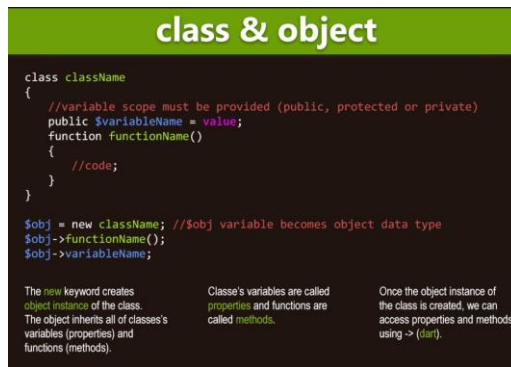 class & object
class className
{
//variable scope must be provided (public, protected or private)
public $variableName = value;
function functionName()
{
//code;
}
}
$obj = new className; //$obj variable becomes object data type
$obj->functionName();
$obj->variableName;
The new keyword creates
object instance of the class.
The object inherits all of classes's
variables (properties) and
functions (methods).
Classe's variables are called
properties and functions are
called methods.
Once the object instance of
the class is created, we can
access properties and methods
using -> (dart).